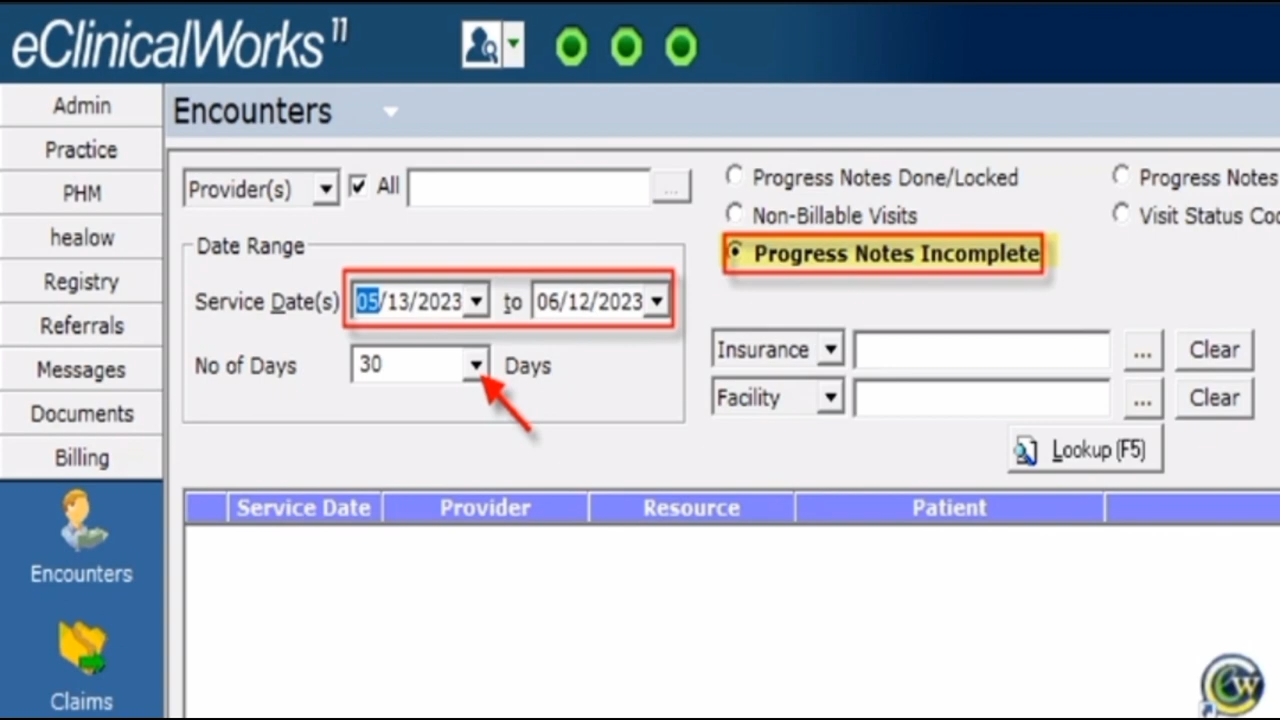 eClinicalWorks 11
Admin
Practice
PHM
healow
Registry
Referrals
Messages
Documents
Billing
Encounters
Claims
Encounters
Provider(s) All ...
Date Range
Service Date(s) 05/13/2023 to 06/12/2023
No of Days 30 Days
Progress Notes Done/Locked Progress Notes
Non-Billable Visits Visit Status
Progress Notes Incomplete
Insurance ... Clear
Facility ... Clear
Lookup (F5)
Service Date Provider Resource Patient